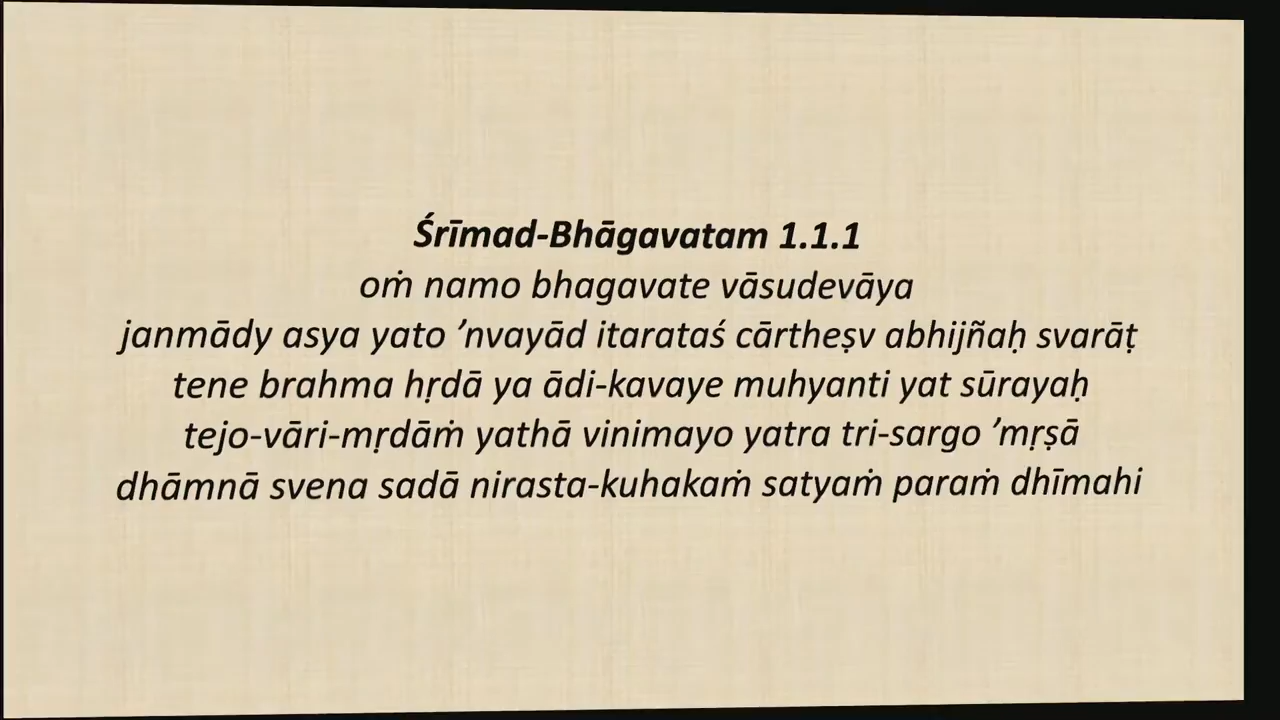 Śrīmad-Bhāgavatam 1.1.1
oṁ namo bhagavate vāsudevāya
janmādy asya yato ’nvayād itarataś cārtheṣv abhijñaḥ svarāṭ
tene brahma hṛdā ya ādi-kavaye muhyanti yat sūrayaḥ
tejo-vāri-mṛdāṁ yathā vinimayo yatra tri-sargo ’mṛṣā
dhāmnā svena sadā nirasta-kuhakaṁ satyaṁ paraṁ dhīmahi